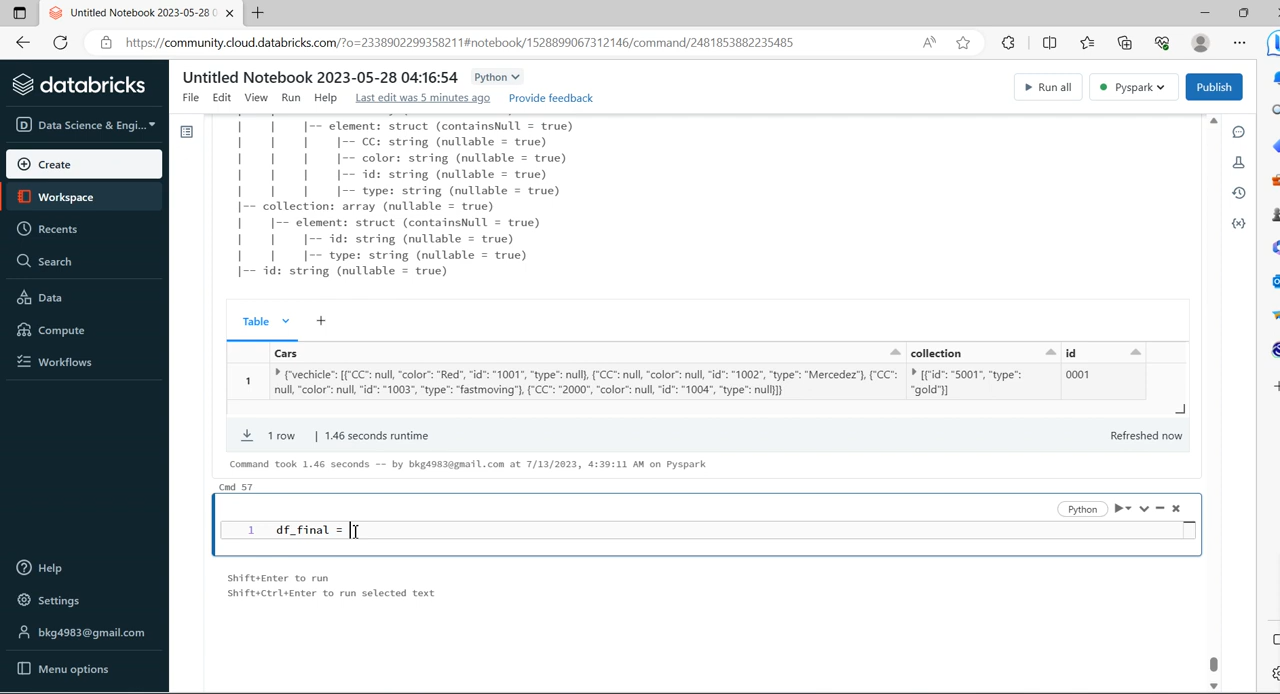 Untitled Notebook 2023-05-28 0
https://community.cloud.databricks.com/?o=2338902299358211#notebook/1528899067312146/command/2481853882235485
databricks
Untitled Notebook 2023-05-28 04:16:54 Python
File Edit View Run Help Last edit was 5 minutes ago Provide feedback
Run all
Pyspark
Publish
D Data Science & Engi...
Create
Workspace
Recents
Search
Data
Compute
Workflows
Help
Settings
bkg4983@gmail.com
Menu options
| | |-- element: struct (containsNull = true)
| | | |-- CC: string (nullable = true)
| | | |-- color: string (nullable = true)
| | | |-- id: string (nullable = true)
| | | |-- type: string (nullable = true)
|-- collection: array (nullable = true)
| |-- element: struct (containsNull = true)
| | |-- id: string (nullable = true)
| | |-- type: string (nullable = true)
|-- id: string (nullable = true)
Table +
Cars collection id
1 {"vechicle": [{"CC": null, "color": "Red", "id": "1001", "type": null}, {"CC": null, "color": null, "id": "1002", "type": "Mercedez"}, {"CC": [{"id": "5001", "type": 0001
null, "color": null, "id": "1003", "type": "fastmoving"}, {"CC": "2000", "color": null, "id": "1004", "type": null}]} "gold"}]
1 row | 1.46 seconds runtime Refreshed now
Command took 1.46 seconds -- by bkg4983@gmail.com at 7/13/2023, 4:39:11 AM on Pyspark
Cmd 57
Python
1 df_final =
Shift+Enter to run
Shift+Ctrl+Enter to run selected text